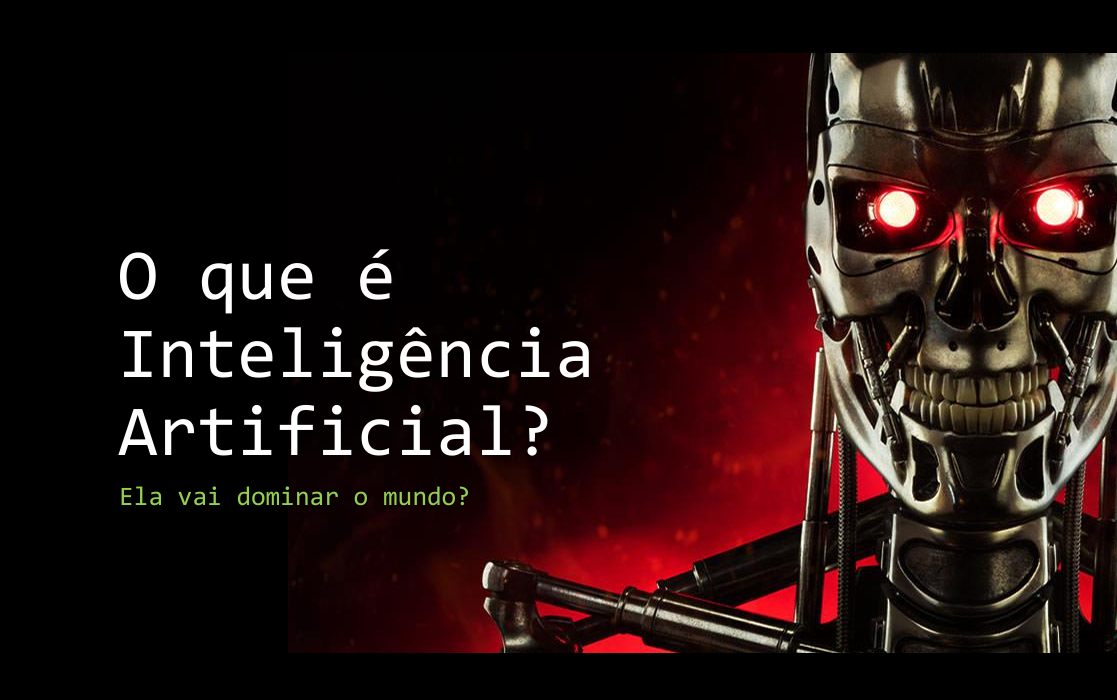 O que é
Inteligência
Artificial?
Ela vai dominar o mundo?